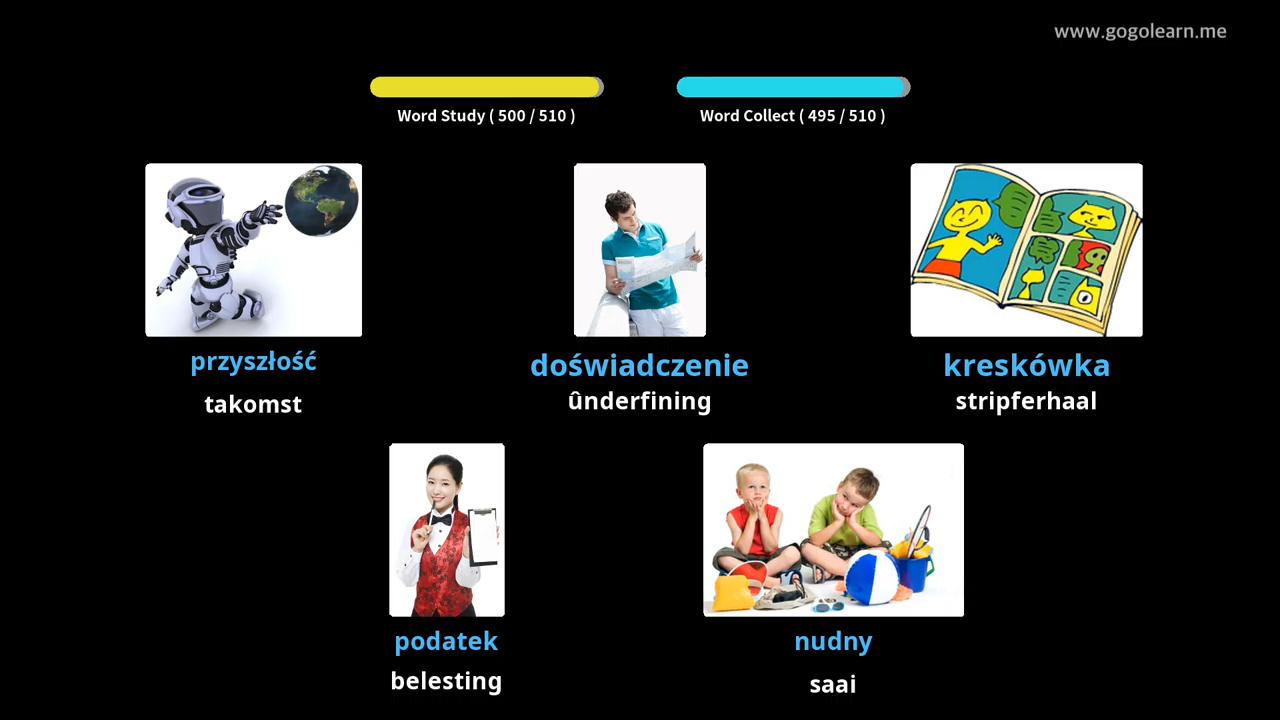 www.gogolearn.me
Word Study ( 500 / 510 )
Word Collect ( 495 / 510 )
przyszłość
doświadczenie
kreskówka
takomst
ûnderfining
stripferhaal
podatek
nudny
belesting
saai